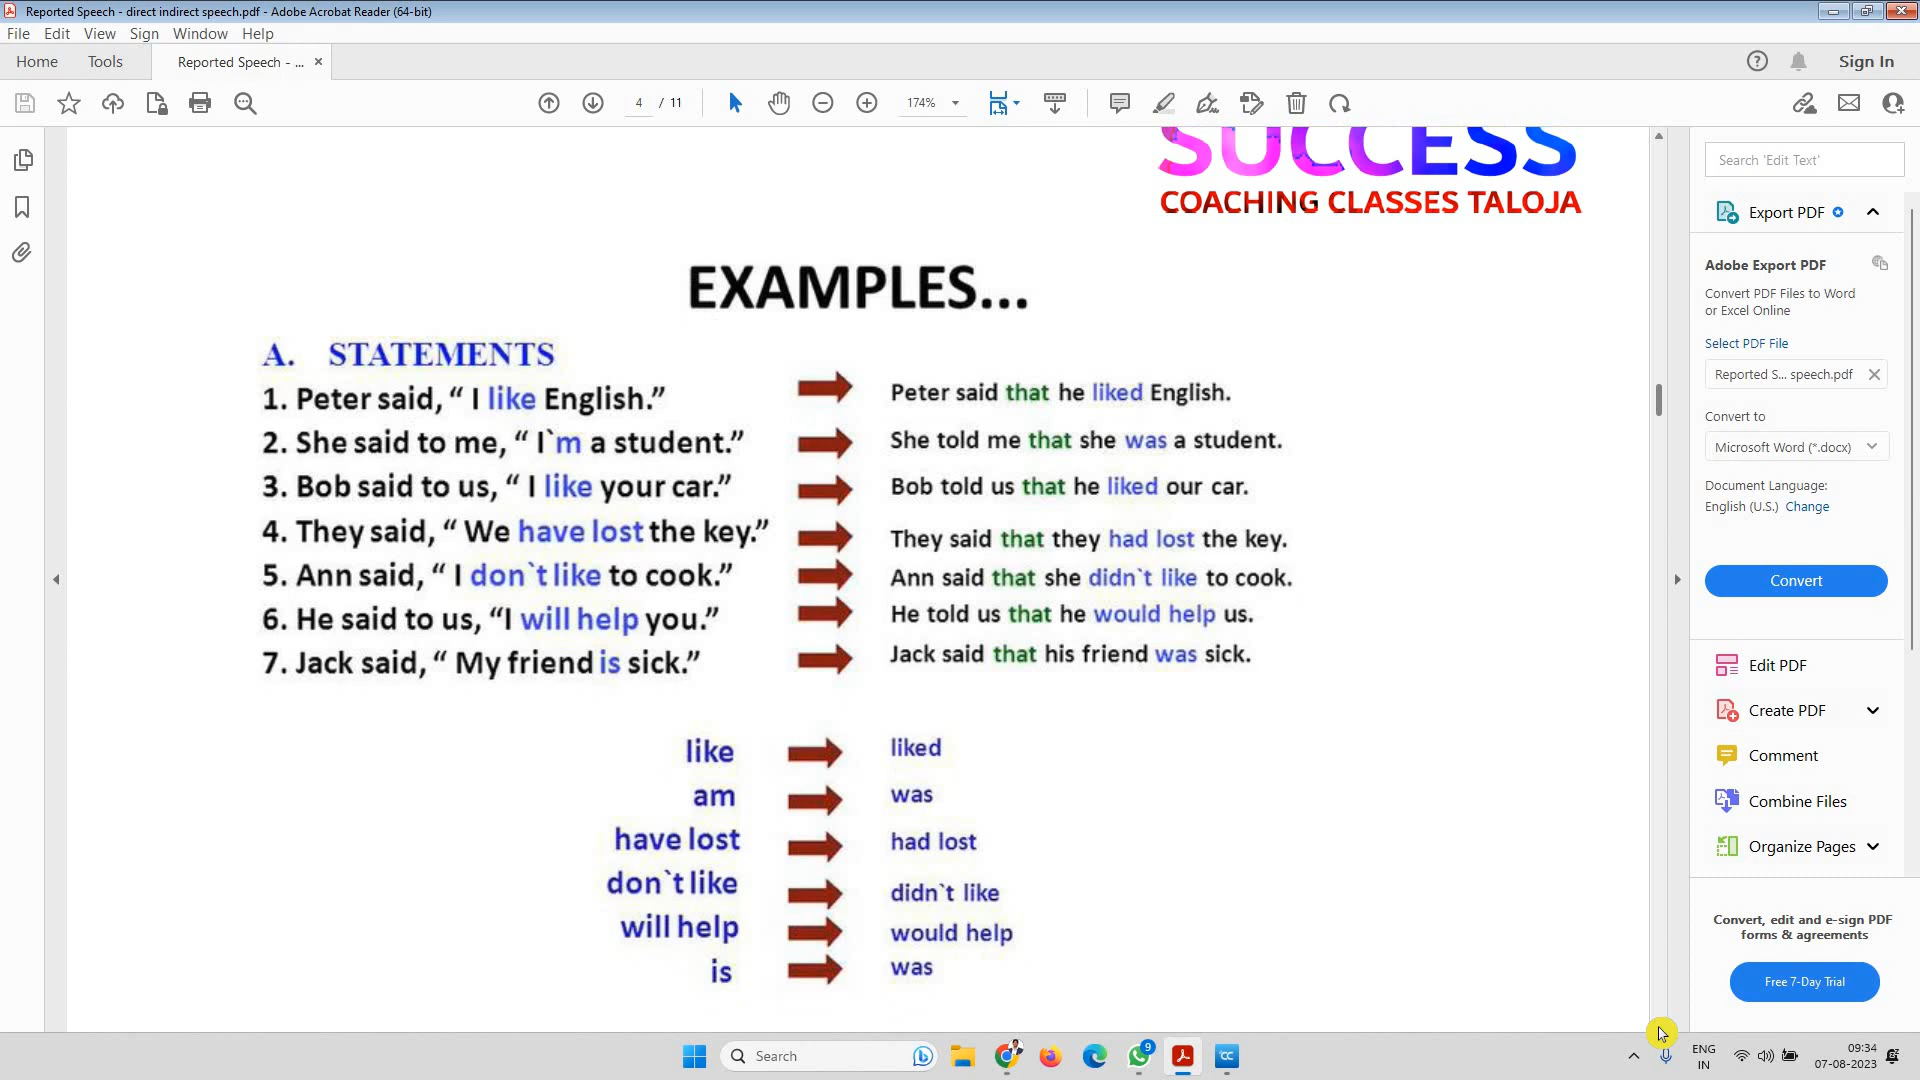 Reported Speech - direct indirect speech.pdf - Adobe Acrobat Reader (64-bit)
File Edit View Sign Window Help
Home Tools Reported Speech - ... × Sign In
4 / 11 174%
SUCCESS
COACHING CLASSES TALOJA
EXAMPLES...
A. STATEMENTS
1. Peter said, “ I like English.” Peter said that he liked English.
2. She said to me, “ I`m a student.” She told me that she was a student.
3. Bob said to us, “ I like your car.” Bob told us that he liked our car.
4. They said, “ We have lost the key.” They said that they had lost the key.
5. Ann said, “ I don`t like to cook.” Ann said that she didn`t like to cook.
6. He said to us, “I will help you.” He told us that he would help us.
7. Jack said, “ My friend is sick.” Jack said that his friend was sick.
like liked
am was
have lost had lost
don`t like didn`t like
will help would help
is was
Search 'Edit Text'
Export PDF
Adobe Export PDF
Convert PDF Files to Word
or Excel Online
Select PDF File
Reported S... speech.pdf
Convert to
Microsoft Word (*.docx)
Document Language:
English (U.S.) Change
Convert
Edit PDF
Create PDF
Comment
Combine Files
Organize Pages
Convert, edit and e-sign PDF
forms & agreements
Free 7-Day Trial
Search
9
CC
ENG
IN
09:34
07-08-2023